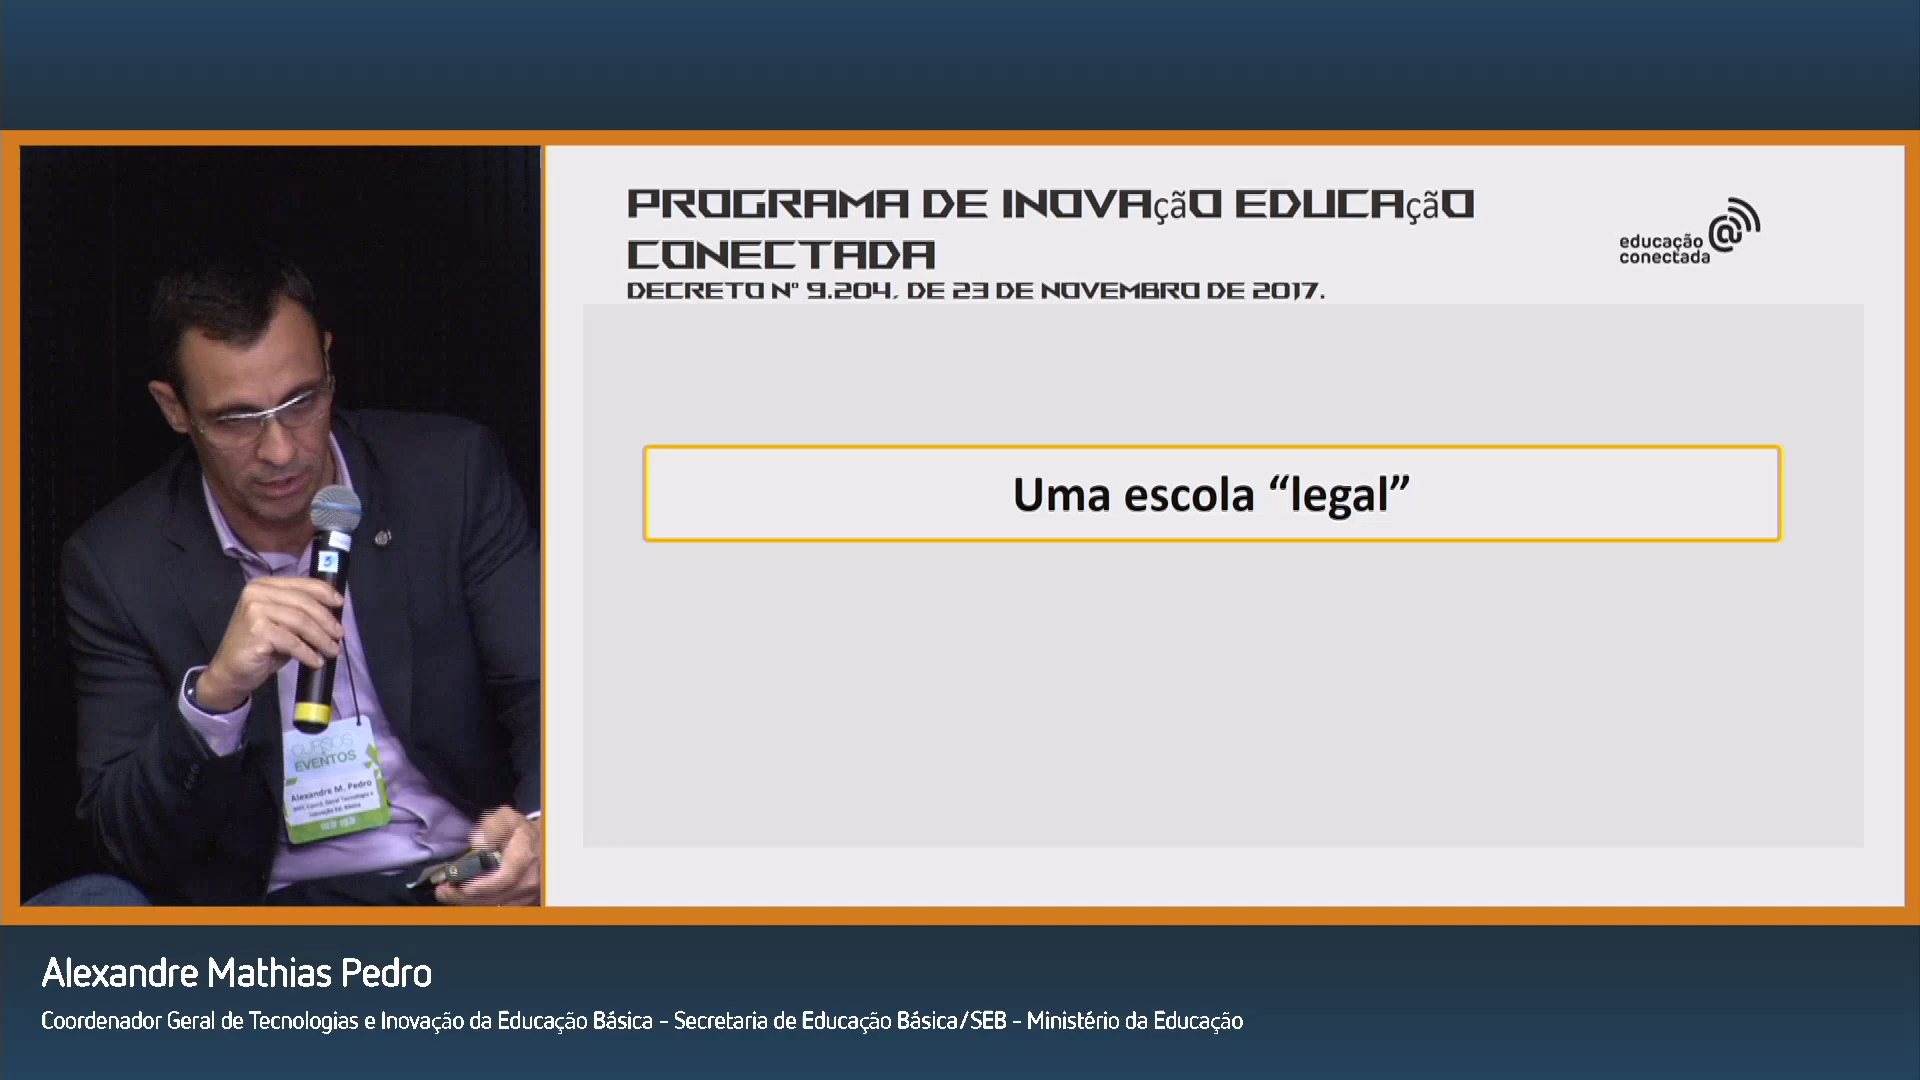 PROGRAMA DE INOVAçãO EDUCAçãO
CONECTADA
DECRETO Nº 9.204, DE 23 DE NOVEMBRO DE 2017.
educação
conectada
Uma escola “legal”
5
CURSOS
EVENTOS
Alexandre M. Pedro
Alexandre Mathias Pedro
Coordenador Geral de Tecnologias e Inovação da Educação Básica – Secretaria de Educação Básica/SEB – Ministério da Educação